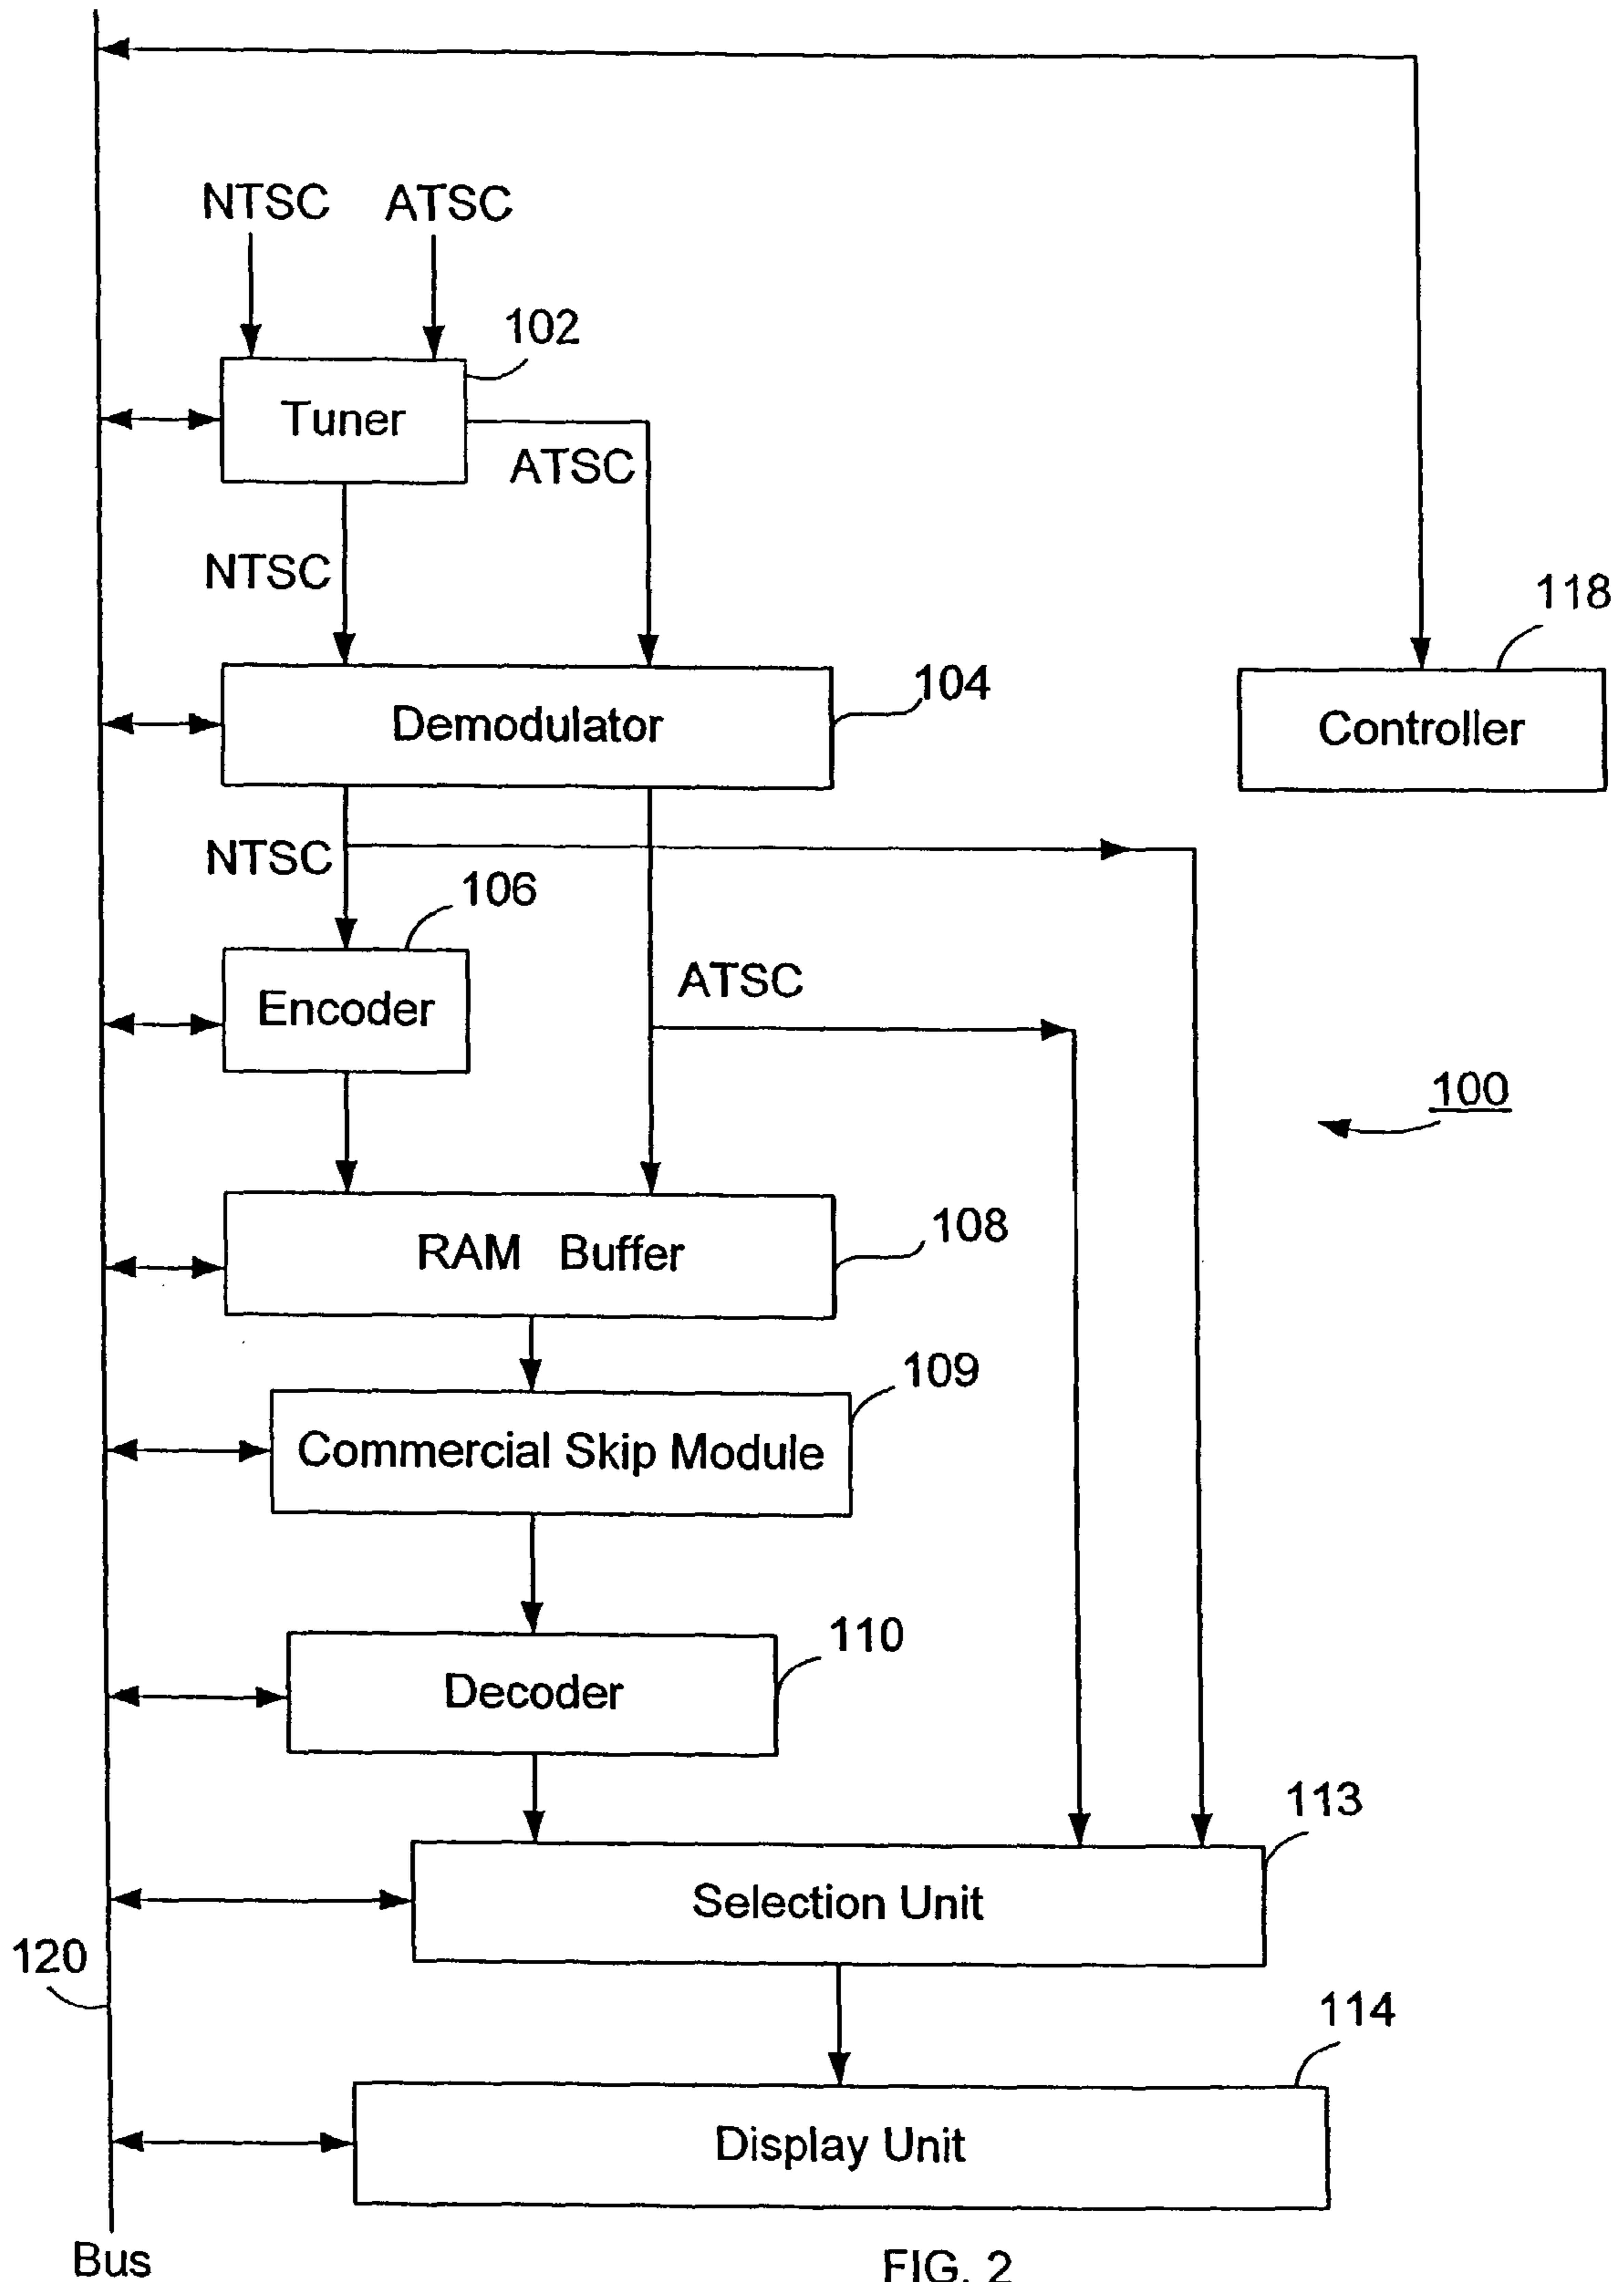 NTSC ATSC
102
Tuner
ATSC
NTSC
118
104
Demodulator
Controller
NTSC
106
ATSC
Encoder
100
108
RAM Buffer
109
Commercial Skip Module
110
Decoder
113
Selection Unit
120
114
Display Unit
Bus
FIG. 2